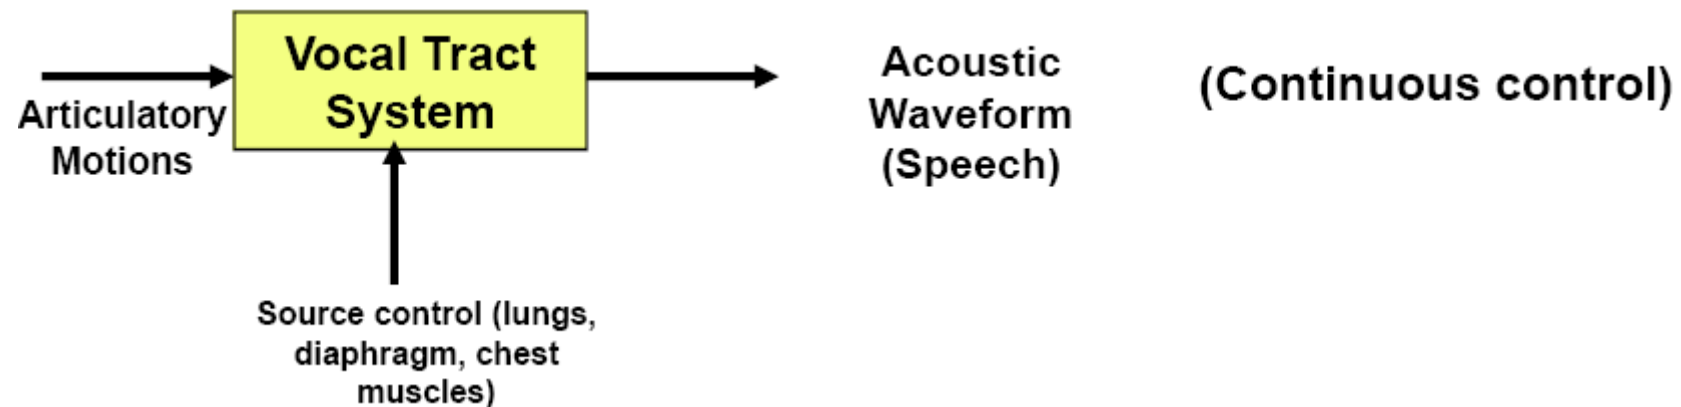 Articulatory
Motions
Vocal Tract
System
Source control (lungs,
diaphragm, chest
muscles)
Acoustic
Waveform
(Speech)
(Continuous control)